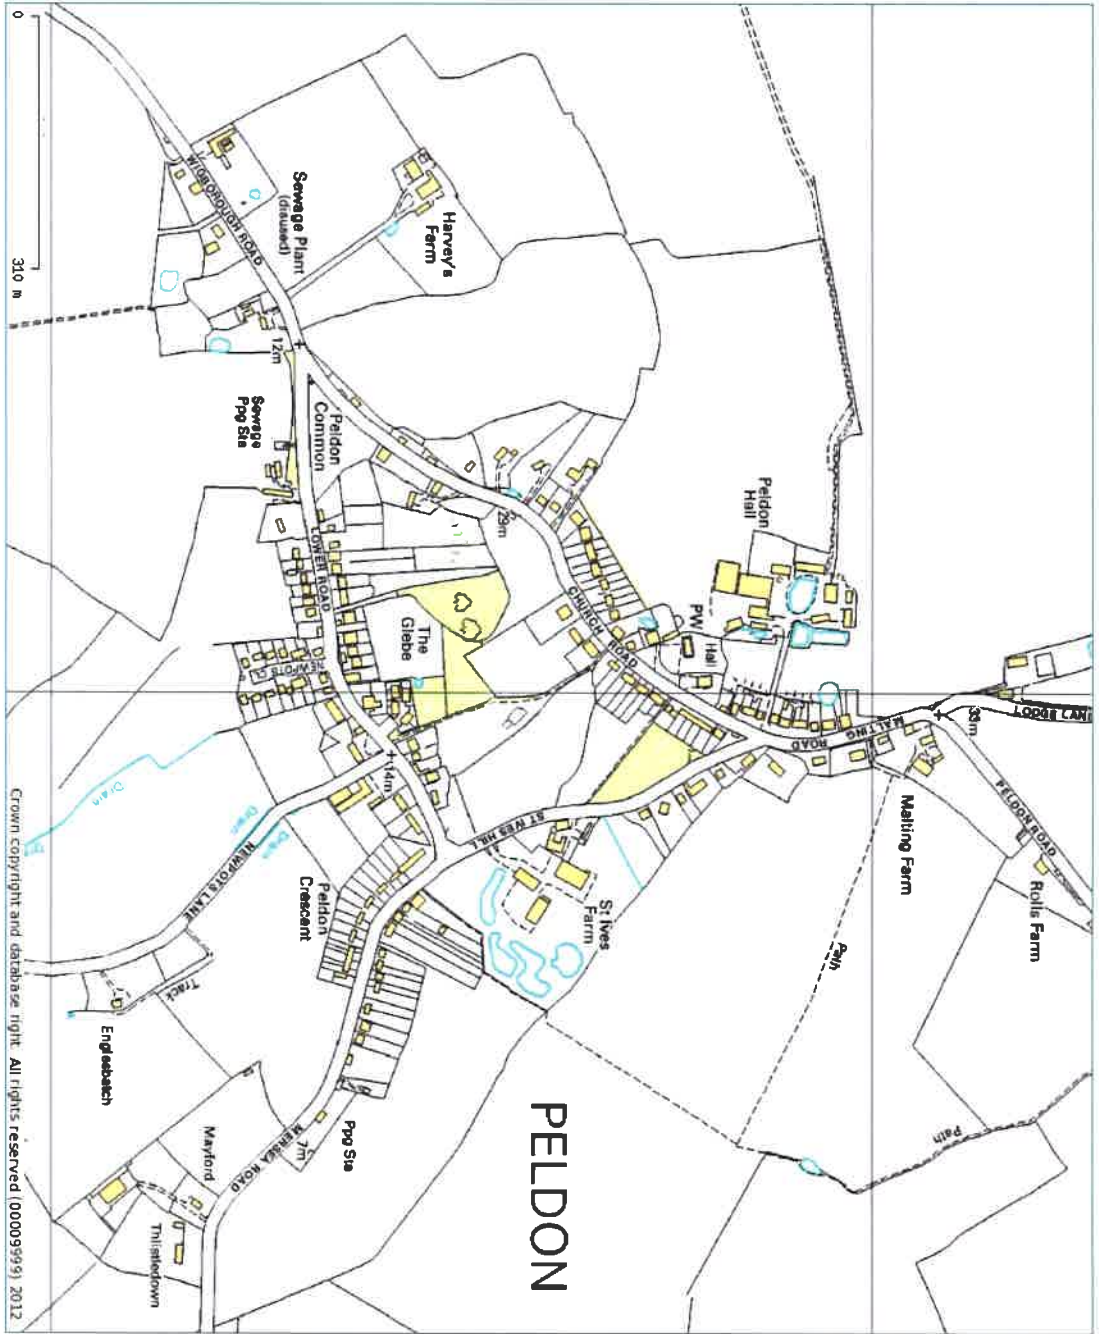 PELDON
LODGE LANE
33m
PELDON ROAD
Rolls Farm
MALTING
ROAD
Malting Farm
Path
Path
Peldon
Hall
PW
Hall
CHURCH ROAD
29m
ST IVES HILL
St Ives
Farm
Harvey's
Farm
Sewage Plant
(disused)
WIGBOROUGH ROAD
12m
Peldon
Common
Sewage
Ppg Sta
LOWER ROAD
The
Glebe
NEWPOTS CL
14m
Peldon
Crescent
Drain
Drain
Drain
NEWPOTS LANE
Track
Englesbatch
Ppg Sta
7m
MERSEA ROAD
Mayford
Thistledown
0
310 m
Crown copyright and database right. All rights reserved (00009999) 2012